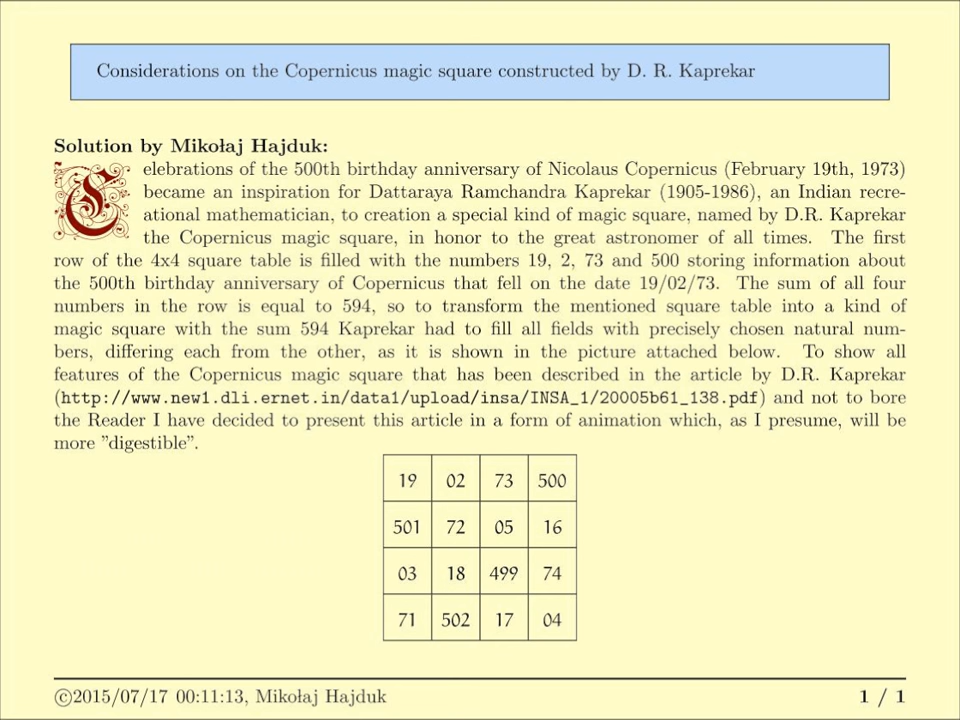 Considerations on the Copernicus magic square constructed by D. R. Kaprekar
Solution by Mikołaj Hajduk:
Celebrations of the 500th birthday anniversary of Nicolaus Copernicus (February 19th, 1973)
became an inspiration for Dattaraya Ramchandra Kaprekar (1905-1986), an Indian recre-
ational mathematician, to creation a special kind of magic square, named by D.R. Kaprekar
the Copernicus magic square, in honor to the great astronomer of all times. The first
row of the 4x4 square table is filled with the numbers 19, 2, 73 and 500 storing information about
the 500th birthday anniversary of Copernicus that fell on the date 19/02/73. The sum of all four
numbers in the row is equal to 594, so to transform the mentioned square table into a kind of
magic square with the sum 594 Kaprekar had to fill all fields with precisely chosen natural num-
bers, differing each from the other, as it is shown in the picture attached below. To show all
features of the Copernicus magic square that has been described in the article by D.R. Kaprekar
(http://www.new1.dli.ernet.in/data1/upload/insa/INSA_1/20005b61_138.pdf) and not to bore
the Reader I have decided to present this article in a form of animation which, as I presume, will be
more ”digestible”.
19 02 73 500
501 72 05 16
03 18 499 74
71 502 17 04
©2015/07/17 00:11:13, Mikołaj Hajduk 1 / 1